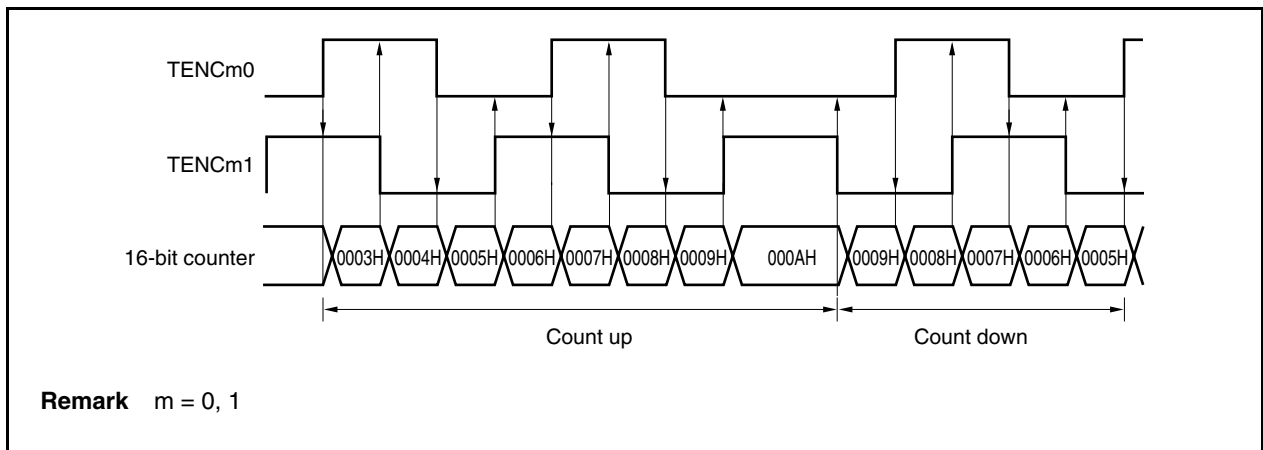 TENCm0
TENCm1
16-bit counter
0003H 0004H 0005H 0006H 0007H 0008H 0009H 000AH 0009H 0008H 0007H 0006H 0005H
Count up Count down
Remark m = 0, 1